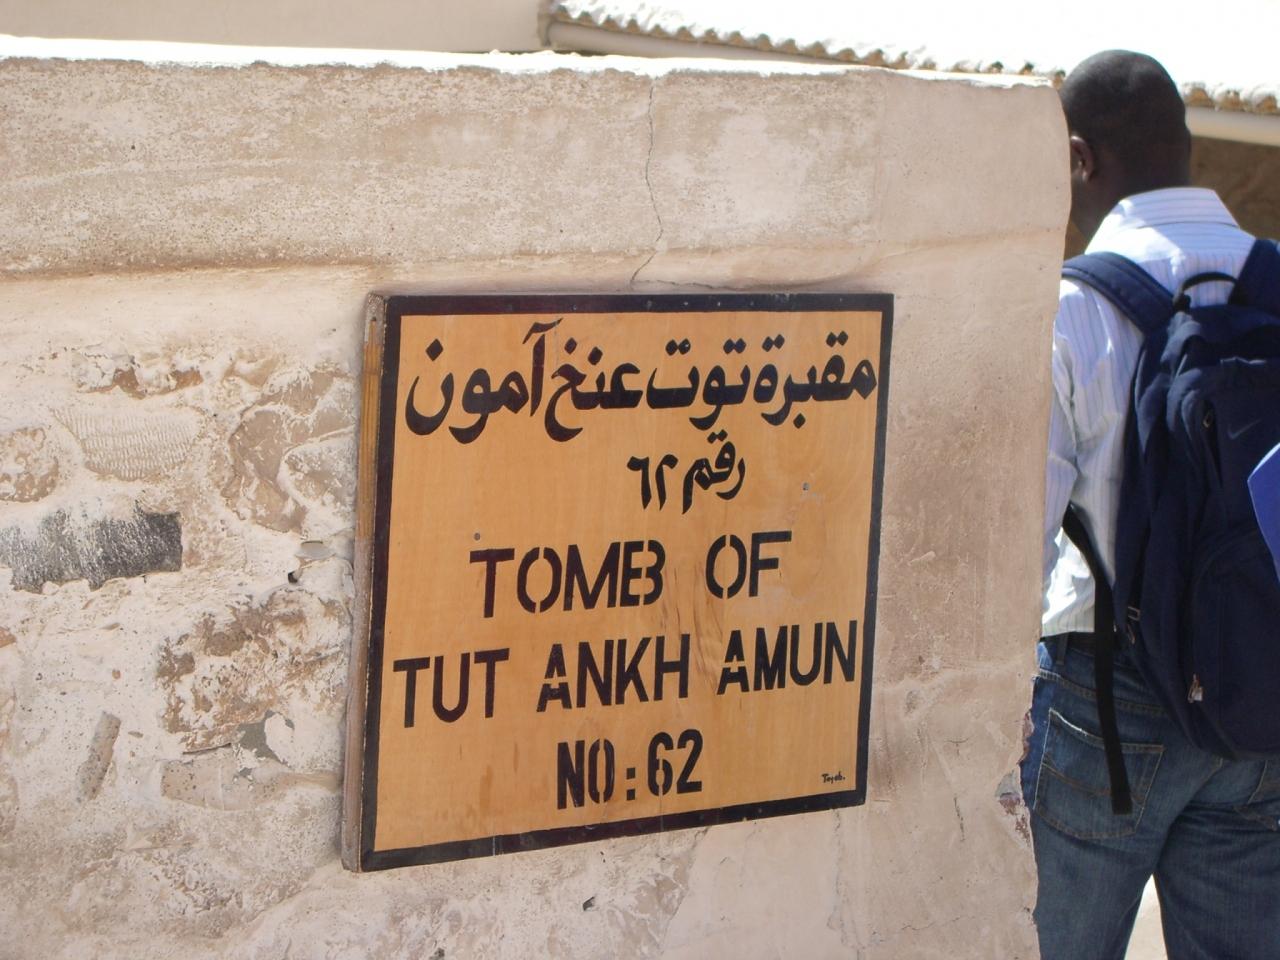 مقبرة توت عنخ آمون
رقم ٦٢
TOMB OF
TUT ANKH AMUN
NO: 62